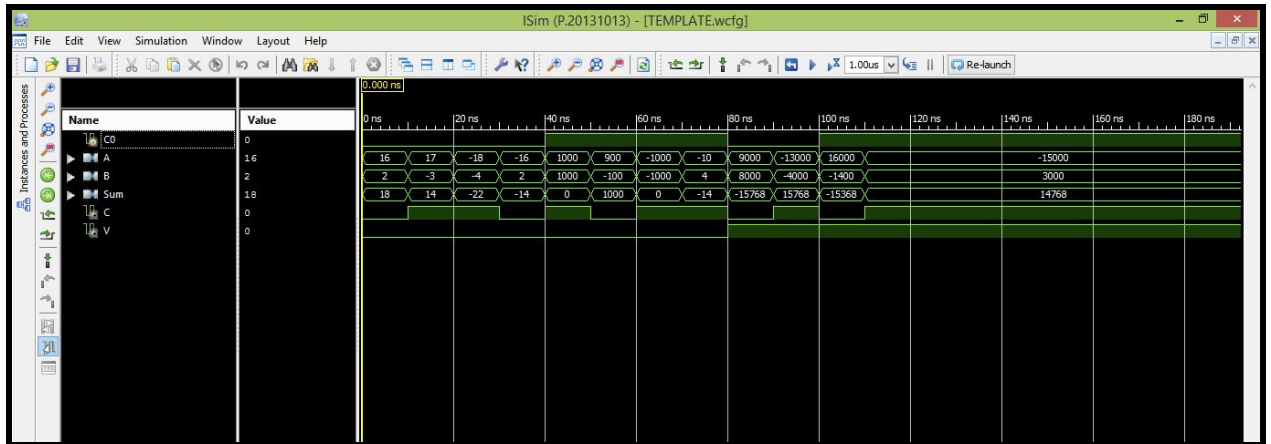 ISim (P.20131013) - [TEMPLATE.wcfg]
File Edit View Simulation Window Layout Help
1.00us Re-launch
Instances and Processes
0.000 ns
Name Value
0 ns 20 ns 40 ns 60 ns 80 ns 100 ns 120 ns 140 ns 160 ns 180 ns
C0 0
A 16 16 17 -18 -16 1000 900 -1000 -10 9000 -13000 16000 -15000
B 2 2 -3 -4 2 1000 -100 -1000 4 8000 -4000 -1400 3000
Sum 18 18 14 -22 -14 0 1000 0 -14 -15768 15768 -15368 14768
C 0
V 0